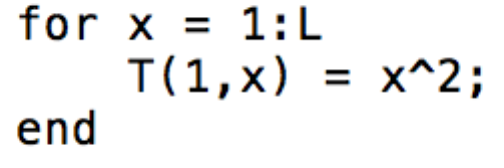 for x = 1:L
    T(1,x) = x^2;
end